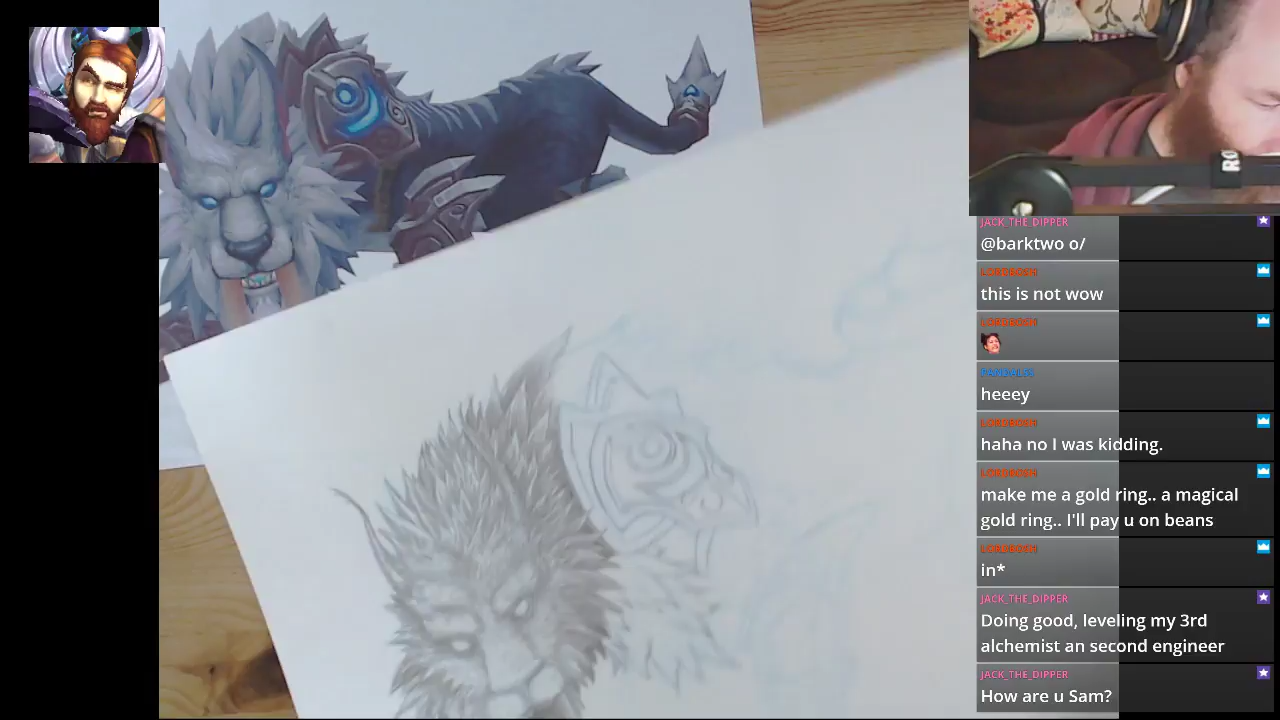 JACK_THE_DIPPER
@barktwo o/
LORDBOSH
this is not wow
LORDBOSH
heeey
LORDBOSH
haha no I was kidding.
LORDBOSH
make me a gold ring.. a magical
gold ring.. I'll pay u on beans
LORDBOSH
in*
JACK_THE_DIPPER
Doing good, leveling my 3rd
alchemist an second engineer
JACK_THE_DIPPER
How are u Sam?